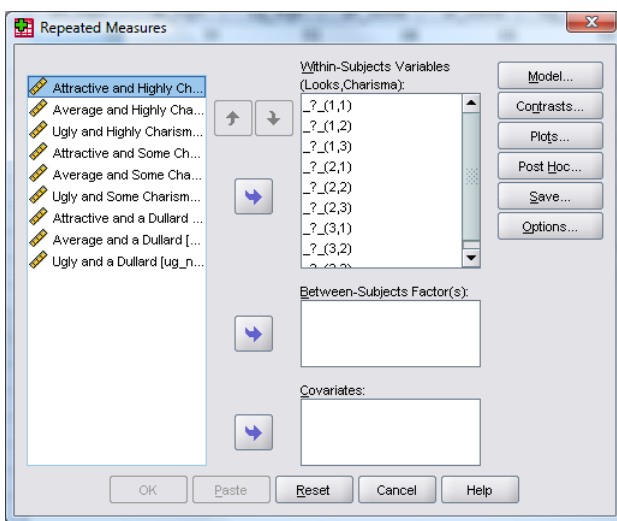 Repeated Measures
Attractive and Highly Ch...
Average and Highly Cha...
Ugly and Highly Charism...
Attractive and Some Ch...
Average and Some Cha...
Ugly and Some Charism...
Attractive and a Dullard ...
Average and a Dullard [...
Ugly and a Dullard [ug_n...
Within-Subjects Variables
(Looks,Charisma):
_?_(1,1)
_?_(1,2)
_?_(1,3)
_?_(2,1)
_?_(2,2)
_?_(2,3)
_?_(3,1)
_?_(3,2)
Between-Subjects Factor(s):
Covariates:
Model...
Contrasts...
Plots...
Post Hoc...
Save...
Options...
OK
Paste
Reset
Cancel
Help